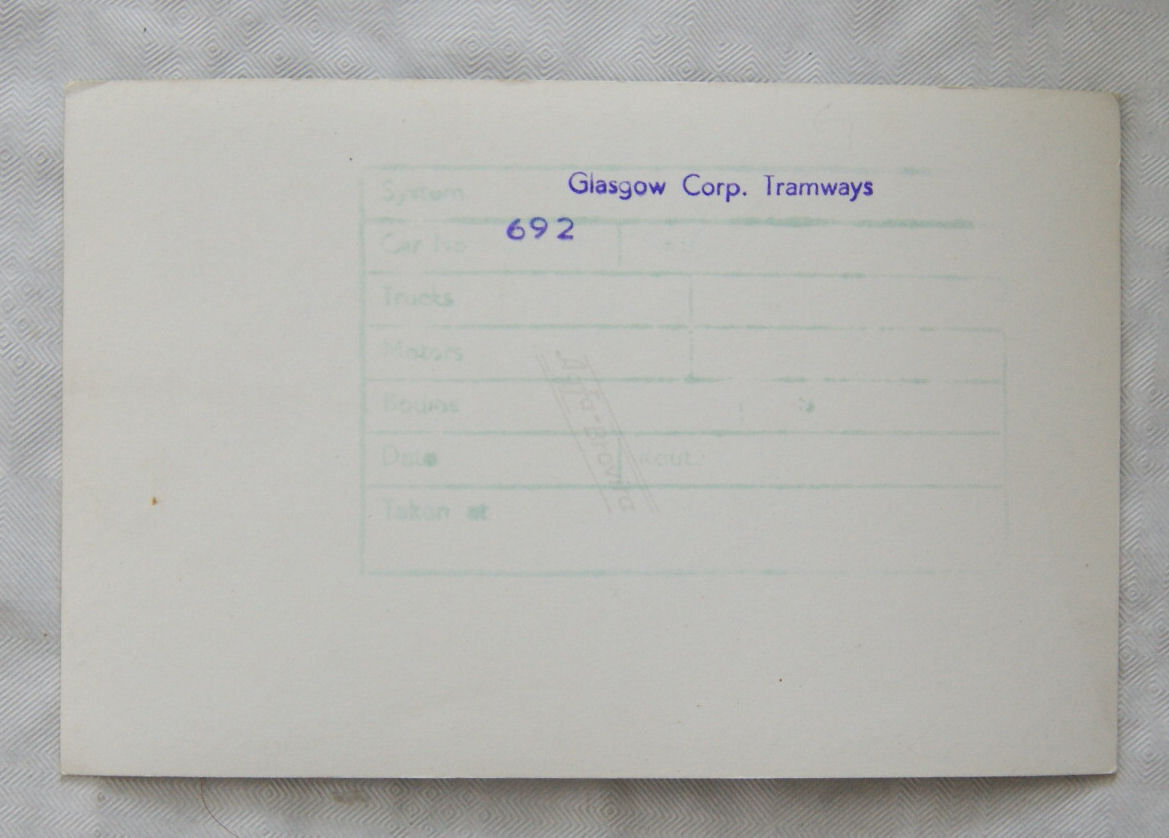 System Glasgow Corp. Tramways
Car No 692
Trucks
Motors
Bodies
Date Route
Taken at